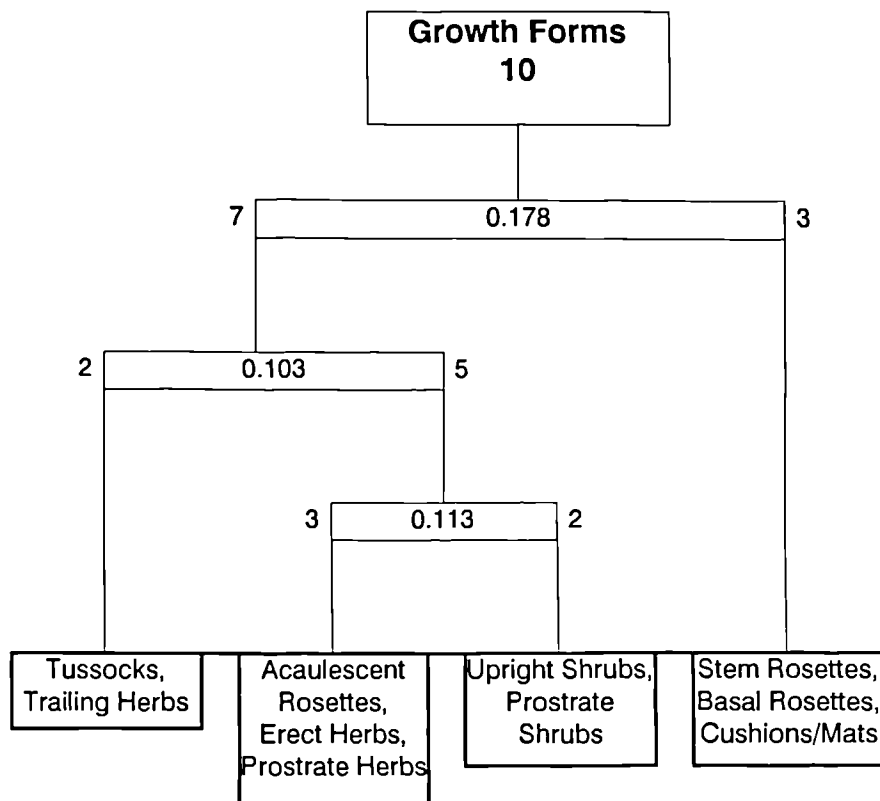 Growth Forms
10
7 0.178 3
2 0.103 5
3 0.113 2
Tussocks,
Trailing Herbs
Acaulescent
Rosettes,
Erect Herbs,
Prostrate Herbs
Upright Shrubs,
Prostrate
Shrubs
Stem Rosettes,
Basal Rosettes,
Cushions/Mats